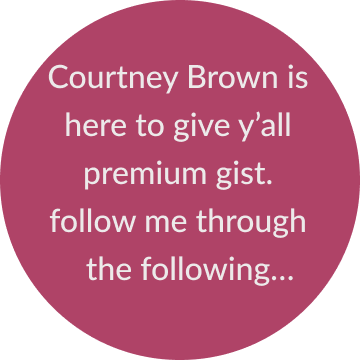 Courtney Brown is
here to give y’all
premium gist.
follow me through
the following...